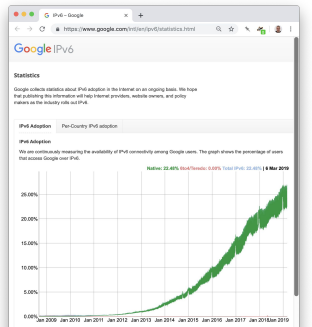 G IPv6 – Google
https://www.google.com/intl/en/ipv6/statistics.html
Google IPv6
Statistics
Google collects statistics about IPv6 adoption in the Internet on an ongoing basis. We hope
that publishing this information will help Internet providers, website owners, and policy
makers as the industry rolls out IPv6.
IPv6 Adoption Per-Country IPv6 adoption
IPv6 Adoption
We are continuously measuring the availability of IPv6 connectivity among Google users. The graph shows the percentage of users
that access Google over IPv6.
Native: 22.48% 6to4/Teredo: 0.00% Total IPv6: 22.48% | 6 Mar 2019
25.00%
20.00%
15.00%
10.00%
5.00%
0.00%
Jan 2009 Jan 2010 Jan 2011 Jan 2012 Jan 2013 Jan 2014 Jan 2015 Jan 2016 Jan 2017 Jan 2018 Jan 2019